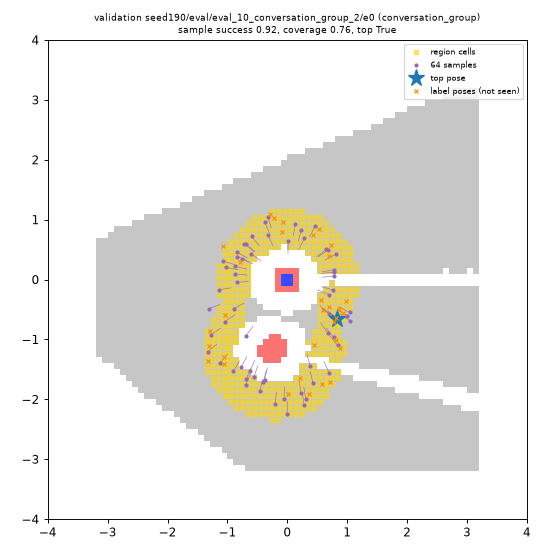 validation seed190/eval/eval_10_conversation_group_2/e0 (conversation_group)
sample success 0.92, coverage 0.76, top True
region cells
64 samples
top pose
label poses (not seen)
4
3
2
1
0
−1
−2
−3
−4
−4 −3 −2 −1 0 1 2 3 4